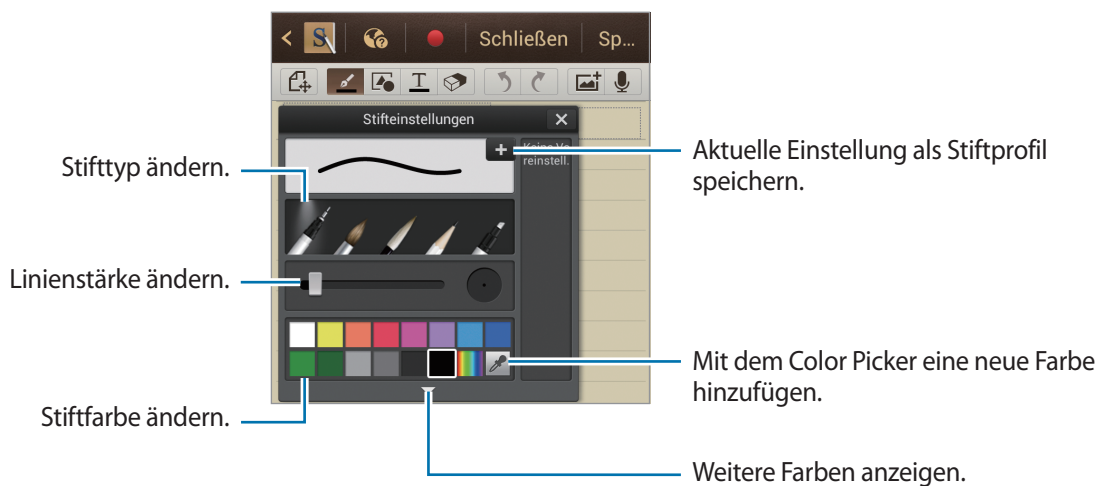 Schließen
Sp...
Stifteinstellungen
Keine Vo
reinstell.
Stifttyp ändern.
Linienstärke ändern.
Stiftfarbe ändern.
Aktuelle Einstellung als Stiftprofil
speichern.
Mit dem Color Picker eine neue Farbe
hinzufügen.
Weitere Farben anzeigen.